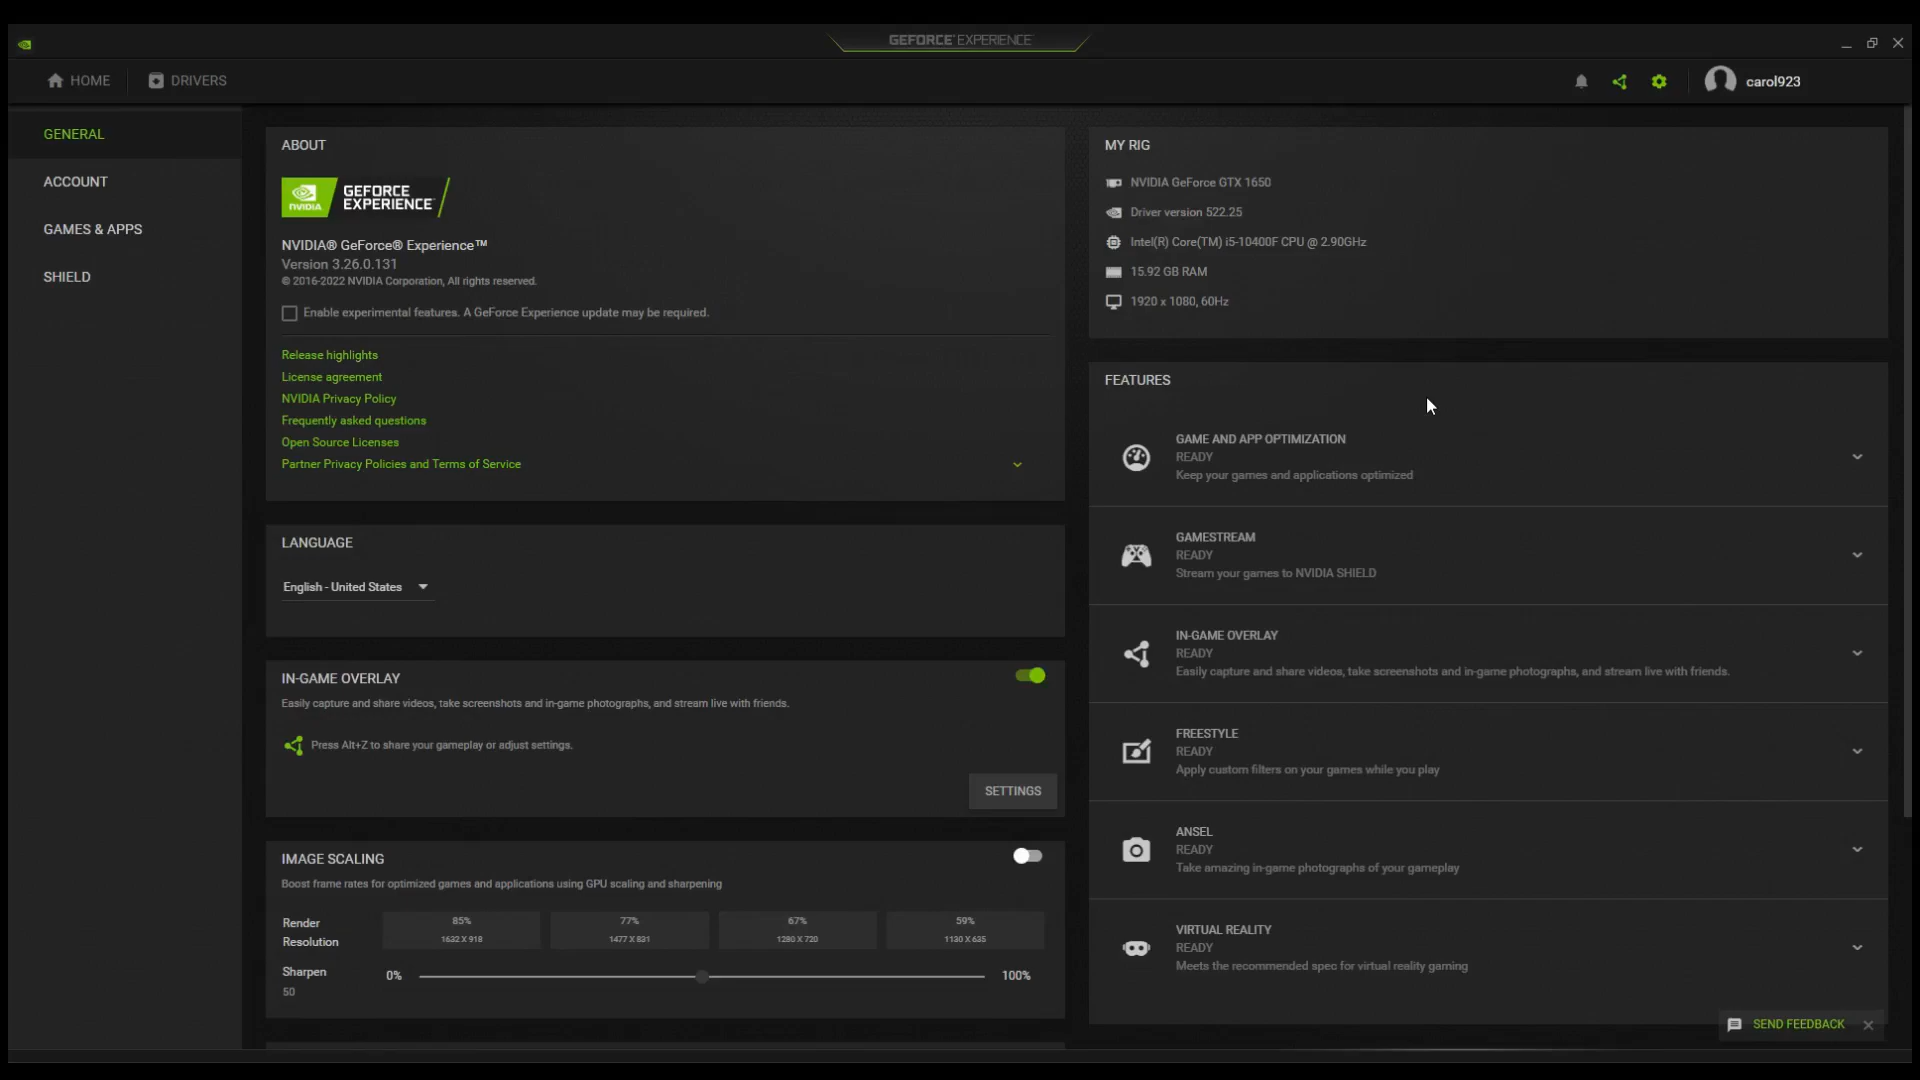 GEFORCE EXPERIENCE
HOME
DRIVERS
carol923
GENERAL
ACCOUNT
GAMES & APPS
SHIELD
ABOUT
NVIDIA
GEFORCE
EXPERIENCE
NVIDIA® GeForce® Experience™
Version 3.26.0.131
© 2016-2022 NVIDIA Corporation, All rights reserved.
Enable experimental features. A GeForce Experience update may be required.
Release highlights
License agreement
NVIDIA Privacy Policy
Frequently asked questions
Open Source Licenses
Partner Privacy Policies and Terms of Service
LANGUAGE
English - United States
IN-GAME OVERLAY
Easily capture and share videos, take screenshots and in-game photographs, and stream live with friends.
Press Alt+Z to share your gameplay or adjust settings.
SETTINGS
IMAGE SCALING
Boost frame rates for optimized games and applications using GPU scaling and sharpening
Render
Resolution
85%
1632 X 918
77%
1477 X 831
67%
1280 X 720
59%
1130 X 635
Sharpen
50
0%
100%
MY RIG
NVIDIA GeForce GTX 1650
Driver version 522.25
Intel(R) Core(TM) i5-10400F CPU @ 2.90GHz
15.92 GB RAM
1920 x 1080, 60Hz
FEATURES
GAME AND APP OPTIMIZATION
READY
Keep your games and applications optimized
GAMESTREAM
READY
Stream your games to NVIDIA SHIELD
IN-GAME OVERLAY
READY
Easily capture and share videos, take screenshots and in-game photographs, and stream live with friends.
FREESTYLE
READY
Apply custom filters on your games while you play
ANSEL
READY
Take amazing in-game photographs of your gameplay
VIRTUAL REALITY
READY
Meets the recommended spec for virtual reality gaming
SEND FEEDBACK